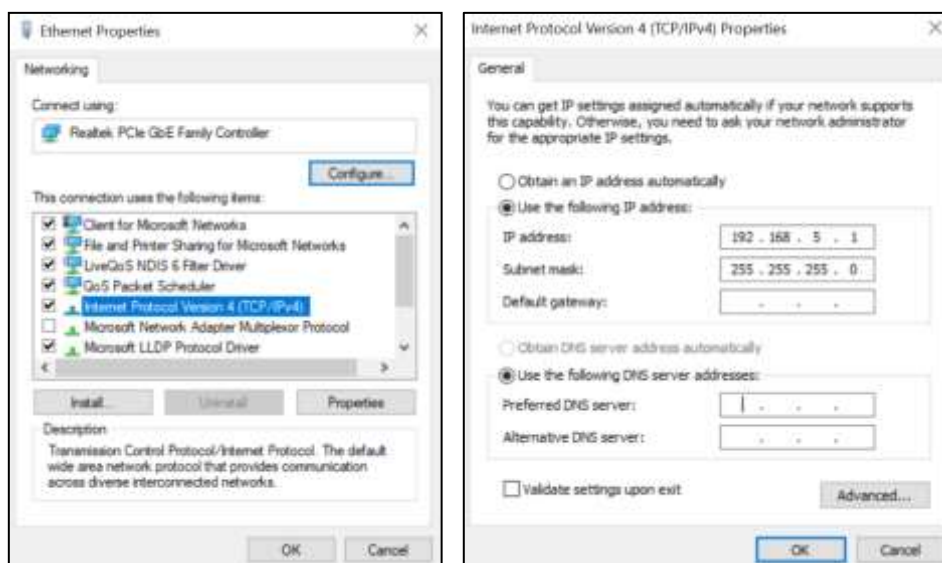 Ethernet Properties
Networking
Connect using:
Realtek PCIe GbE Family Controller
Configure...
This connection uses the following items:
Client for Microsoft Networks
File and Printer Sharing for Microsoft Networks
LiveQoS NDIS 6 Filter Driver
QoS Packet Scheduler
Internet Protocol Version 4 (TCP/IPv4)
Microsoft Network Adapter Multiplexor Protocol
Microsoft LLDP Protocol Driver
Install... Uninstall Properties
Description
Transmission Control Protocol/Internet Protocol. The default
wide area network protocol that provides communication
across diverse interconnected networks.
OK Cancel
Internet Protocol Version 4 (TCP/IPv4) Properties
General
You can get IP settings assigned automatically if your network supports
this capability. Otherwise, you need to ask your network administrator
for the appropriate IP settings.
Obtain an IP address automatically
Use the following IP address:
IP address: 192 . 168 . 5 . 1
Subnet mask: 255 . 255 . 255 . 0
Default gateway: . . .
Obtain DNS server address automatically
Use the following DNS server addresses:
Preferred DNS server: . . .
Alternative DNS server: . . .
Validate settings upon exit
Advanced...
OK Cancel